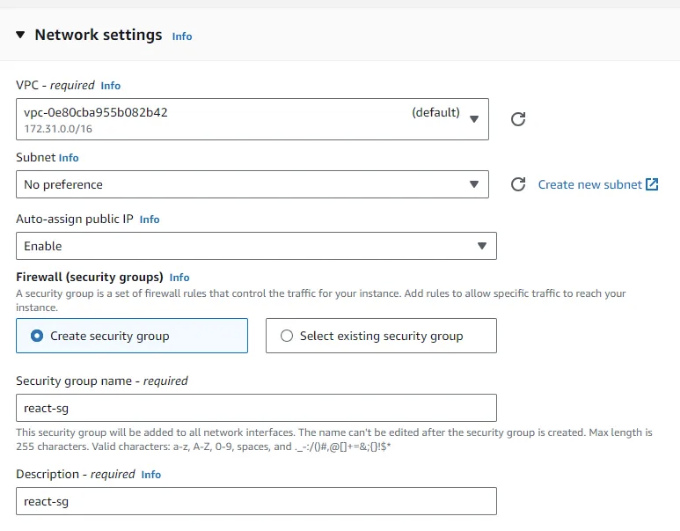 Network settings Info
VPC - required Info
vpc-0e80cba955b082b42 (default)
172.31.0.0/16
Subnet Info
No preference
Create new subnet
Auto-assign public IP Info
Enable
Firewall (security groups) Info
A security group is a set of firewall rules that control the traffic for your instance. Add rules to allow specific traffic to reach your
instance.
Create security group
Select existing security group
Security group name - required
react-sg
This security group will be added to all network interfaces. The name can't be edited after the security group is created. Max length is
255 characters. Valid characters: a-z, A-Z, 0-9, spaces, and ._-:/()#,@[]+=&;{}!$*
Description - required Info
react-sg